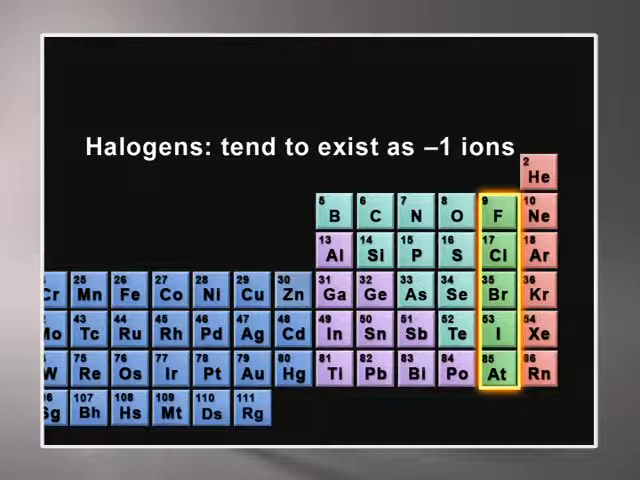 Halogens: tend to exist as –1 ions
2
He
5 6 7 8 9 10
B C N O F Ne
13 14 15 16 17 18
Al Si P S Cl Ar
25 26 27 28 29 30 31 32 33 34 35 36
Cr Mn Fe Co Ni Cu Zn Ga Ge As Se Br Kr
43 44 45 46 47 48 49 50 51 52 53 54
Mo Tc Ru Rh Pd Ag Cd In Sn Sb Te I Xe
75 76 77 78 79 80 81 82 83 84 85 86
W Re Os Ir Pt Au Hg Ti Pb Bi Po At Rn
107 108 109 110 111
Sg Bh Hs Mt Ds Rg